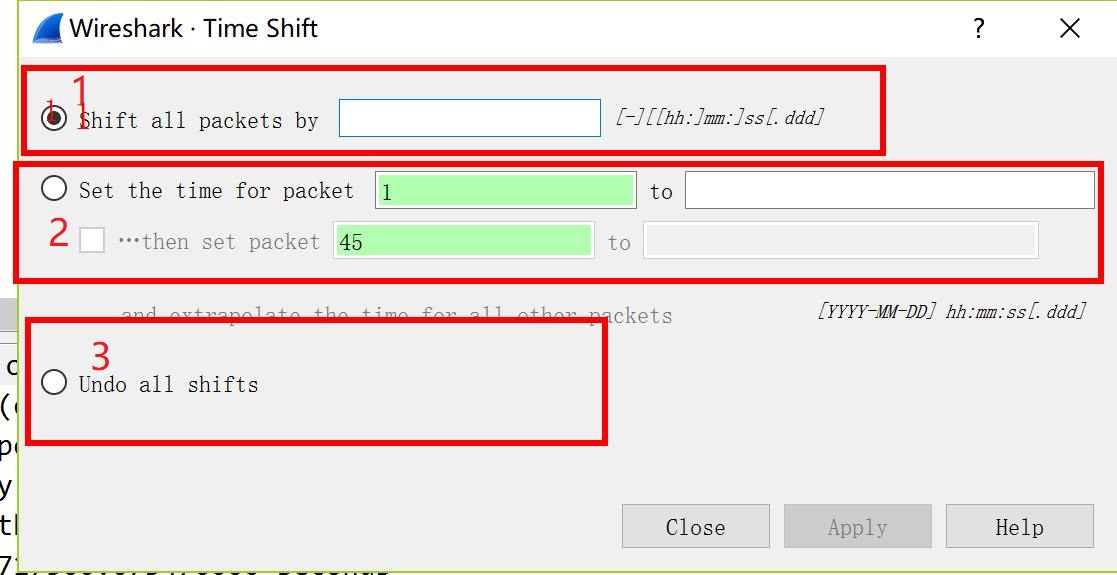 Wireshark · Time Shift ?
1
1 1
Shift all packets by [-][[hh:]mm:]ss[.ddd]
Set the time for packet 1 to
2
...then set packet 45 to
and extrapolate the time for all other packets [YYYY-MM-DD] hh:mm:ss[.ddd]
3
Undo all shifts
Close Apply Help